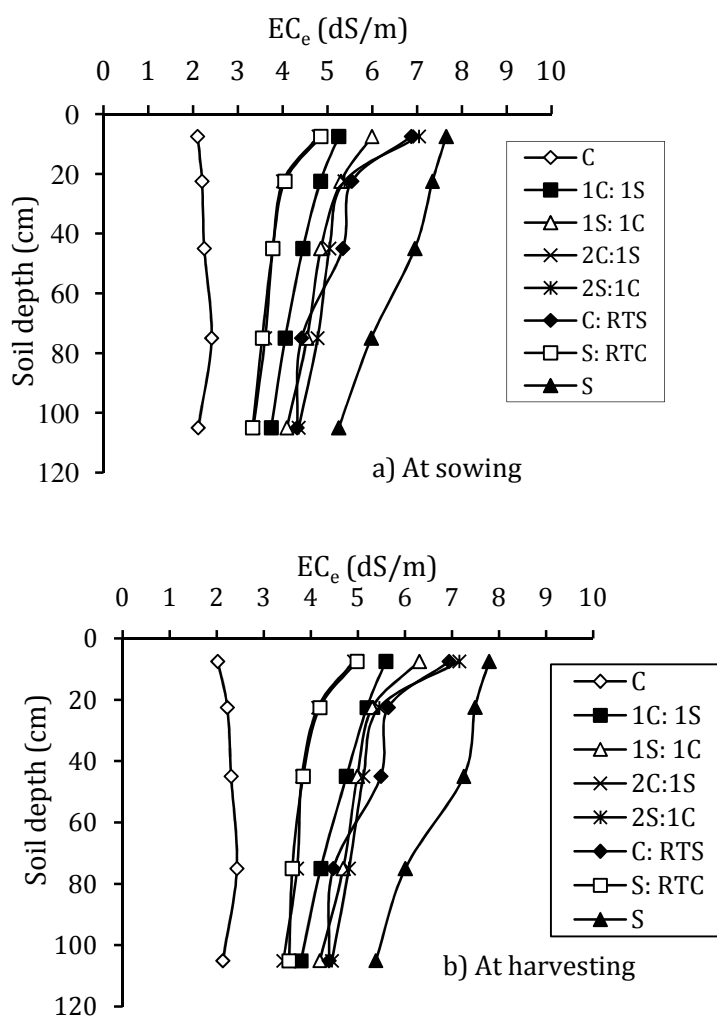 ECe (dS/m)
0 1 2 3 4 5 6 7 8 9 10
0
20
40
60
80
100
120
Soil depth (cm)
C
1C: 1S
1S: 1C
2C:1S
2S:1C
C: RTS
S: RTC
S
a) At sowing
ECe (dS/m)
0 1 2 3 4 5 6 7 8 9 10
0
20
40
60
80
100
120
Soil depth (cm)
C
1C: 1S
1S: 1C
2C:1S
2S:1C
C: RTS
S: RTC
S
b) At harvesting